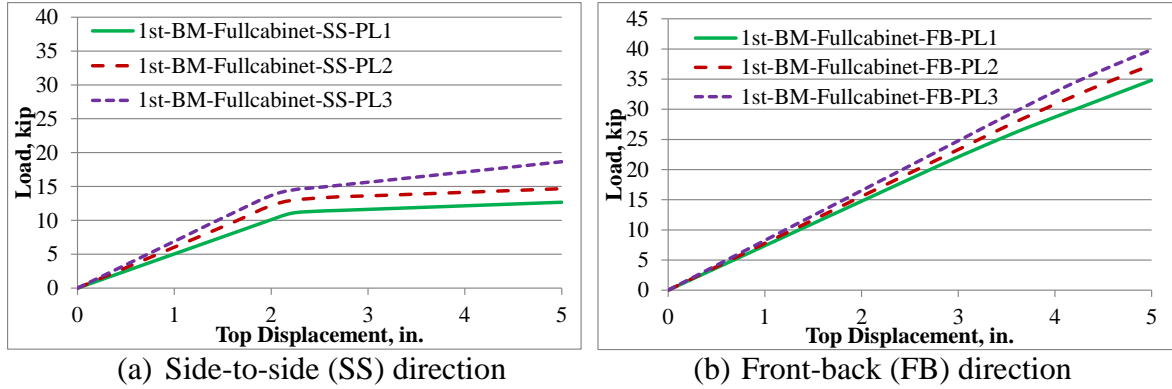 40
35
30
25
20
15
10
5
0
Load, kip
1st-BM-Fullcabinet-SS-PL1
1st-BM-Fullcabinet-SS-PL2
1st-BM-Fullcabinet-SS-PL3
0 1 2 3 4 5
Top Displacement, in.
(a) Side-to-side (SS) direction
45
40
35
30
25
20
15
10
5
0
Load, kip
1st-BM-Fullcabinet-FB-PL1
1st-BM-Fullcabinet-FB-PL2
1st-BM-Fullcabinet-FB-PL3
0 1 2 3 4 5
Top Displacement, in.
(b) Front-back (FB) direction